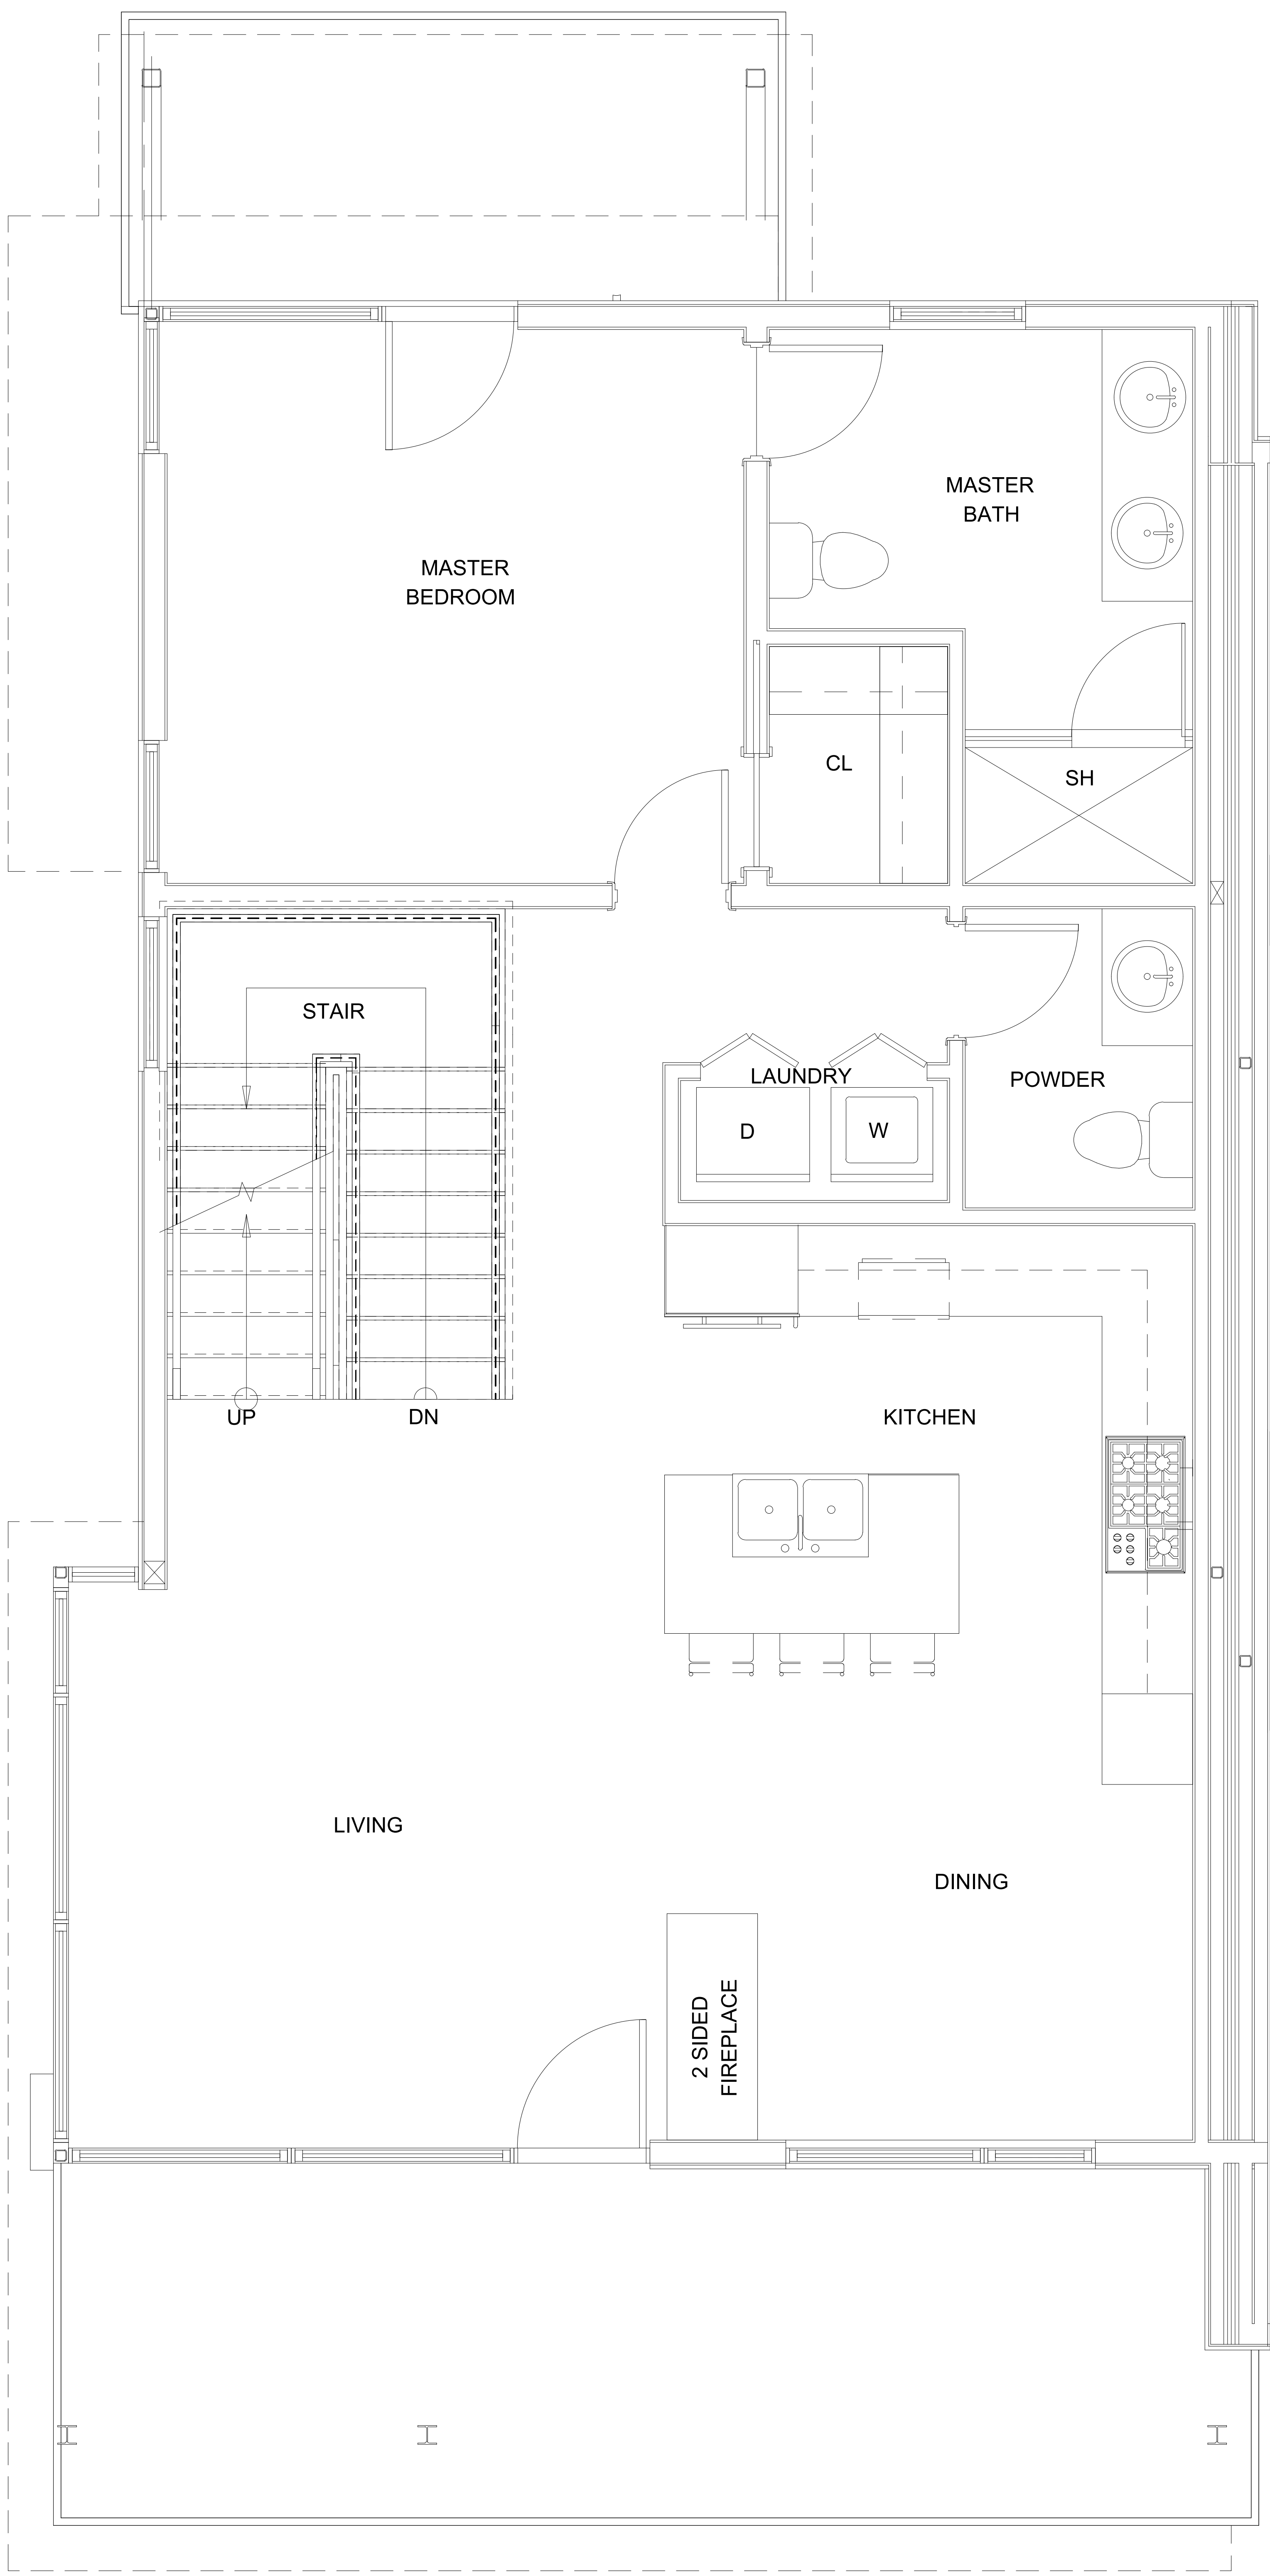 MASTER
BATH
MASTER
BEDROOM
CL
SH
STAIR
LAUNDRY
POWDER
D
W
UP
DN
KITCHEN
LIVING
DINING
2 SIDED
FIREPLACE